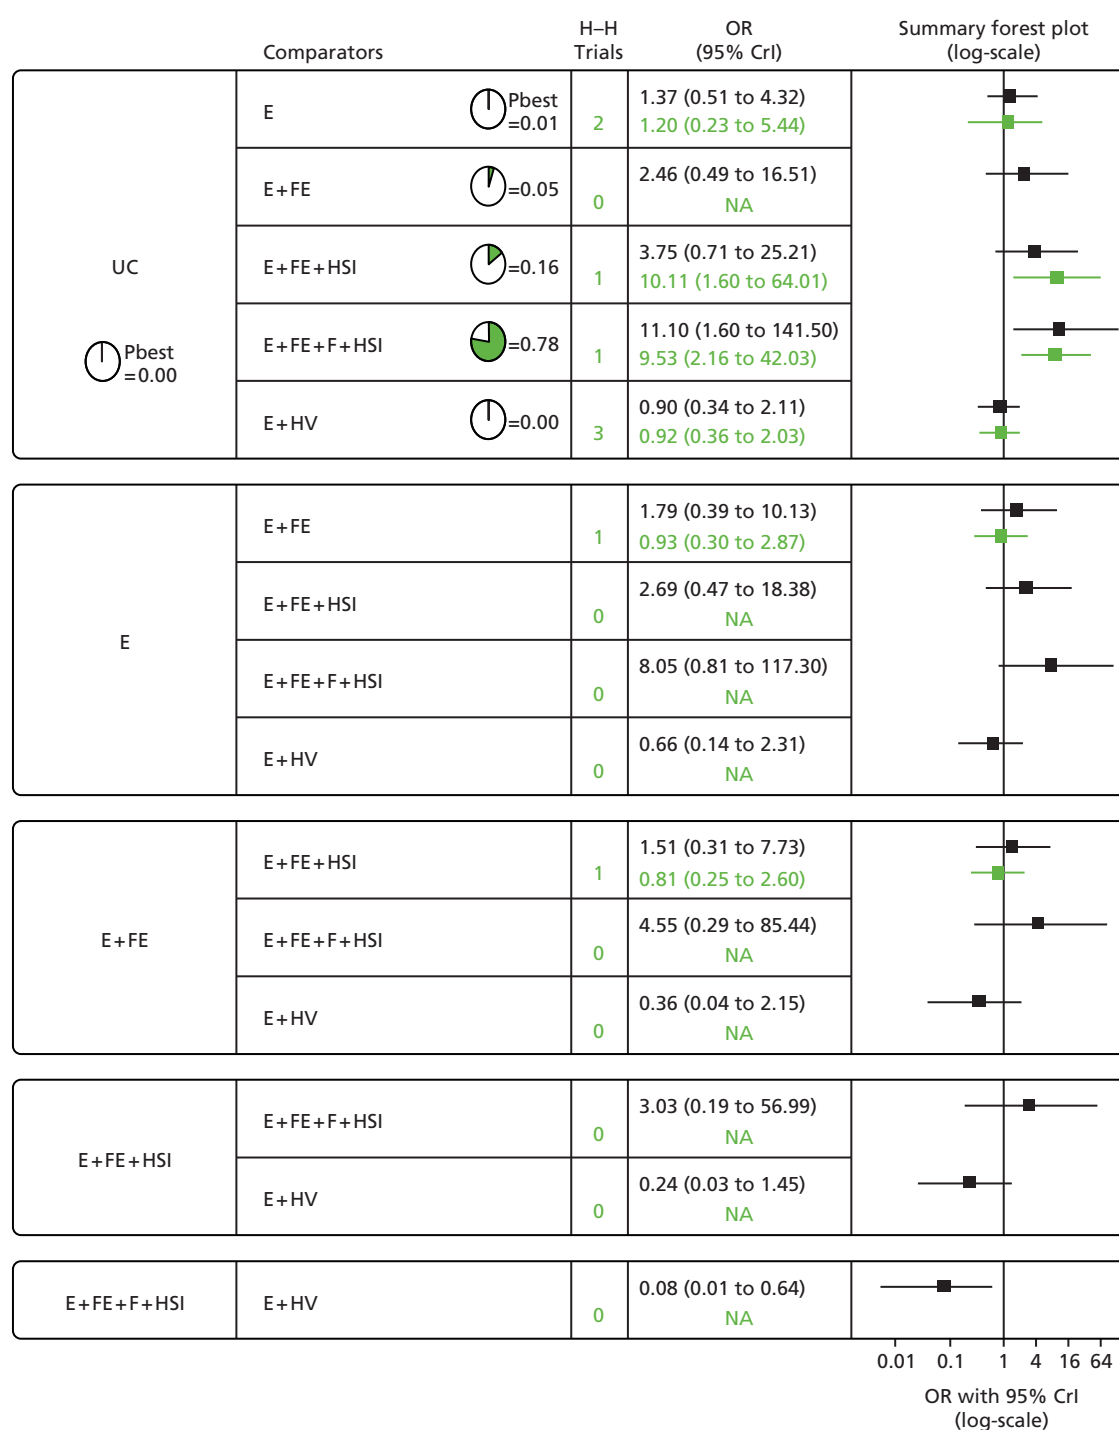 H–H OR Summary forest plot
Comparators Trials (95% CrI) (log-scale)
UC
Pbest
=0.00
E Pbest
=0.01 2 1.37 (0.51 to 4.32)
1.20 (0.23 to 5.44)
E+FE =0.05 0 2.46 (0.49 to 16.51)
NA
E+FE+HSI =0.16 1 3.75 (0.71 to 25.21)
10.11 (1.60 to 64.01)
E+FE+F+HSI =0.78 1 11.10 (1.60 to 141.50)
9.53 (2.16 to 42.03)
E+HV =0.00 3 0.90 (0.34 to 2.11)
0.92 (0.36 to 2.03)
E
E+FE 1 1.79 (0.39 to 10.13)
0.93 (0.30 to 2.87)
E+FE+HSI 0 2.69 (0.47 to 18.38)
NA
E+FE+F+HSI 0 8.05 (0.81 to 117.30)
NA
E+HV 0 0.66 (0.14 to 2.31)
NA
E+FE
E+FE+HSI 1 1.51 (0.31 to 7.73)
0.81 (0.25 to 2.60)
E+FE+F+HSI 0 4.55 (0.29 to 85.44)
NA
E+HV 0 0.36 (0.04 to 2.15)
NA
E+FE+HSI
E+FE+F+HSI 0 3.03 (0.19 to 56.99)
NA
E+HV 0 0.24 (0.03 to 1.45)
NA
E+FE+F+HSI
E+HV 0 0.08 (0.01 to 0.64)
NA
0.01 0.1 1 4 16 64
OR with 95% CrI
(log-scale)